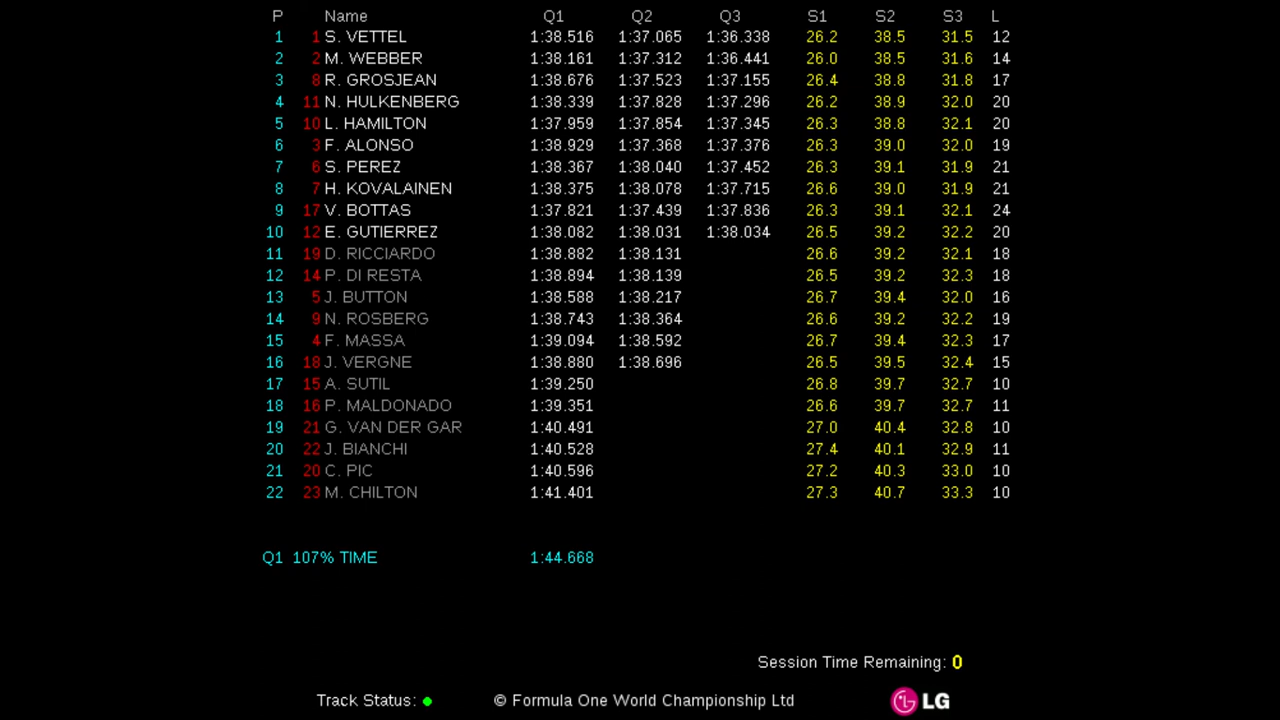 P Name Q1 Q2 Q3 S1 S2 S3 L
1 1 S. VETTEL 1:38.516 1:37.065 1:36.338 26.2 38.5 31.5 12
2 2 M. WEBBER 1:38.161 1:37.312 1:36.441 26.0 38.5 31.6 14
3 8 R. GROSJEAN 1:38.676 1:37.523 1:37.155 26.4 38.8 31.8 17
4 11 N. HULKENBERG 1:38.339 1:37.828 1:37.296 26.2 38.9 32.0 20
5 10 L. HAMILTON 1:37.959 1:37.854 1:37.345 26.3 38.8 32.1 20
6 3 F. ALONSO 1:38.929 1:37.368 1:37.376 26.3 39.0 32.0 19
7 6 S. PEREZ 1:38.367 1:38.040 1:37.452 26.3 39.1 31.9 21
8 7 H. KOVALAINEN 1:38.375 1:38.078 1:37.715 26.6 39.0 31.9 21
9 17 V. BOTTAS 1:37.821 1:37.439 1:37.836 26.3 39.1 32.1 24
10 12 E. GUTIERREZ 1:38.082 1:38.031 1:38.034 26.5 39.2 32.2 20
11 19 D. RICCIARDO 1:38.882 1:38.131 26.6 39.2 32.1 18
12 14 P. DI RESTA 1:38.894 1:38.139 26.5 39.2 32.3 18
13 5 J. BUTTON 1:38.588 1:38.217 26.7 39.4 32.0 16
14 9 N. ROSBERG 1:38.743 1:38.364 26.6 39.2 32.2 19
15 4 F. MASSA 1:39.094 1:38.592 26.7 39.4 32.3 17
16 18 J. VERGNE 1:38.880 1:38.696 26.5 39.5 32.4 15
17 15 A. SUTIL 1:39.250 26.8 39.7 32.7 10
18 16 P. MALDONADO 1:39.351 26.6 39.7 32.7 11
19 21 G. VAN DER GAR 1:40.491 27.0 40.4 32.8 10
20 22 J. BIANCHI 1:40.528 27.4 40.1 32.9 11
21 20 C. PIC 1:40.596 27.2 40.3 33.0 10
22 23 M. CHILTON 1:41.401 27.3 40.7 33.3 10
Q1 107% TIME 1:44.668
Session Time Remaining: 0
Track Status: © Formula One World Championship Ltd LG